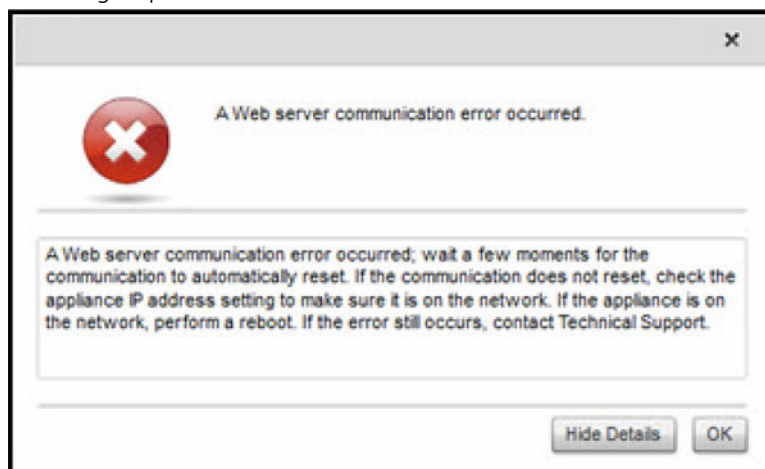 A Web server communication error occurred.
A Web server communication error occurred; wait a few moments for the
communication to automatically reset. If the communication does not reset, check the
appliance IP address setting to make sure it is on the network. If the appliance is on
the network, perform a reboot. If the error still occurs, contact Technical Support.
Hide Details
OK